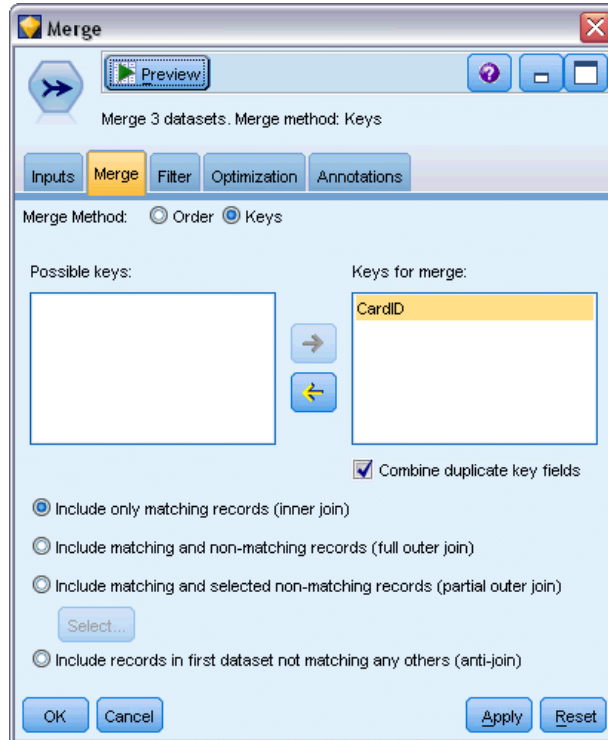 Merge
Preview
?
Merge 3 datasets. Merge method: Keys
Inputs Merge Filter Optimization Annotations
Merge Method: Order Keys
Possible keys: Keys for merge:
CardID
Combine duplicate key fields
Include only matching records (inner join)
Include matching and non-matching records (full outer join)
Include matching and selected non-matching records (partial outer join)
Select...
Include records in first dataset not matching any others (anti-join)
OK Cancel Apply Reset